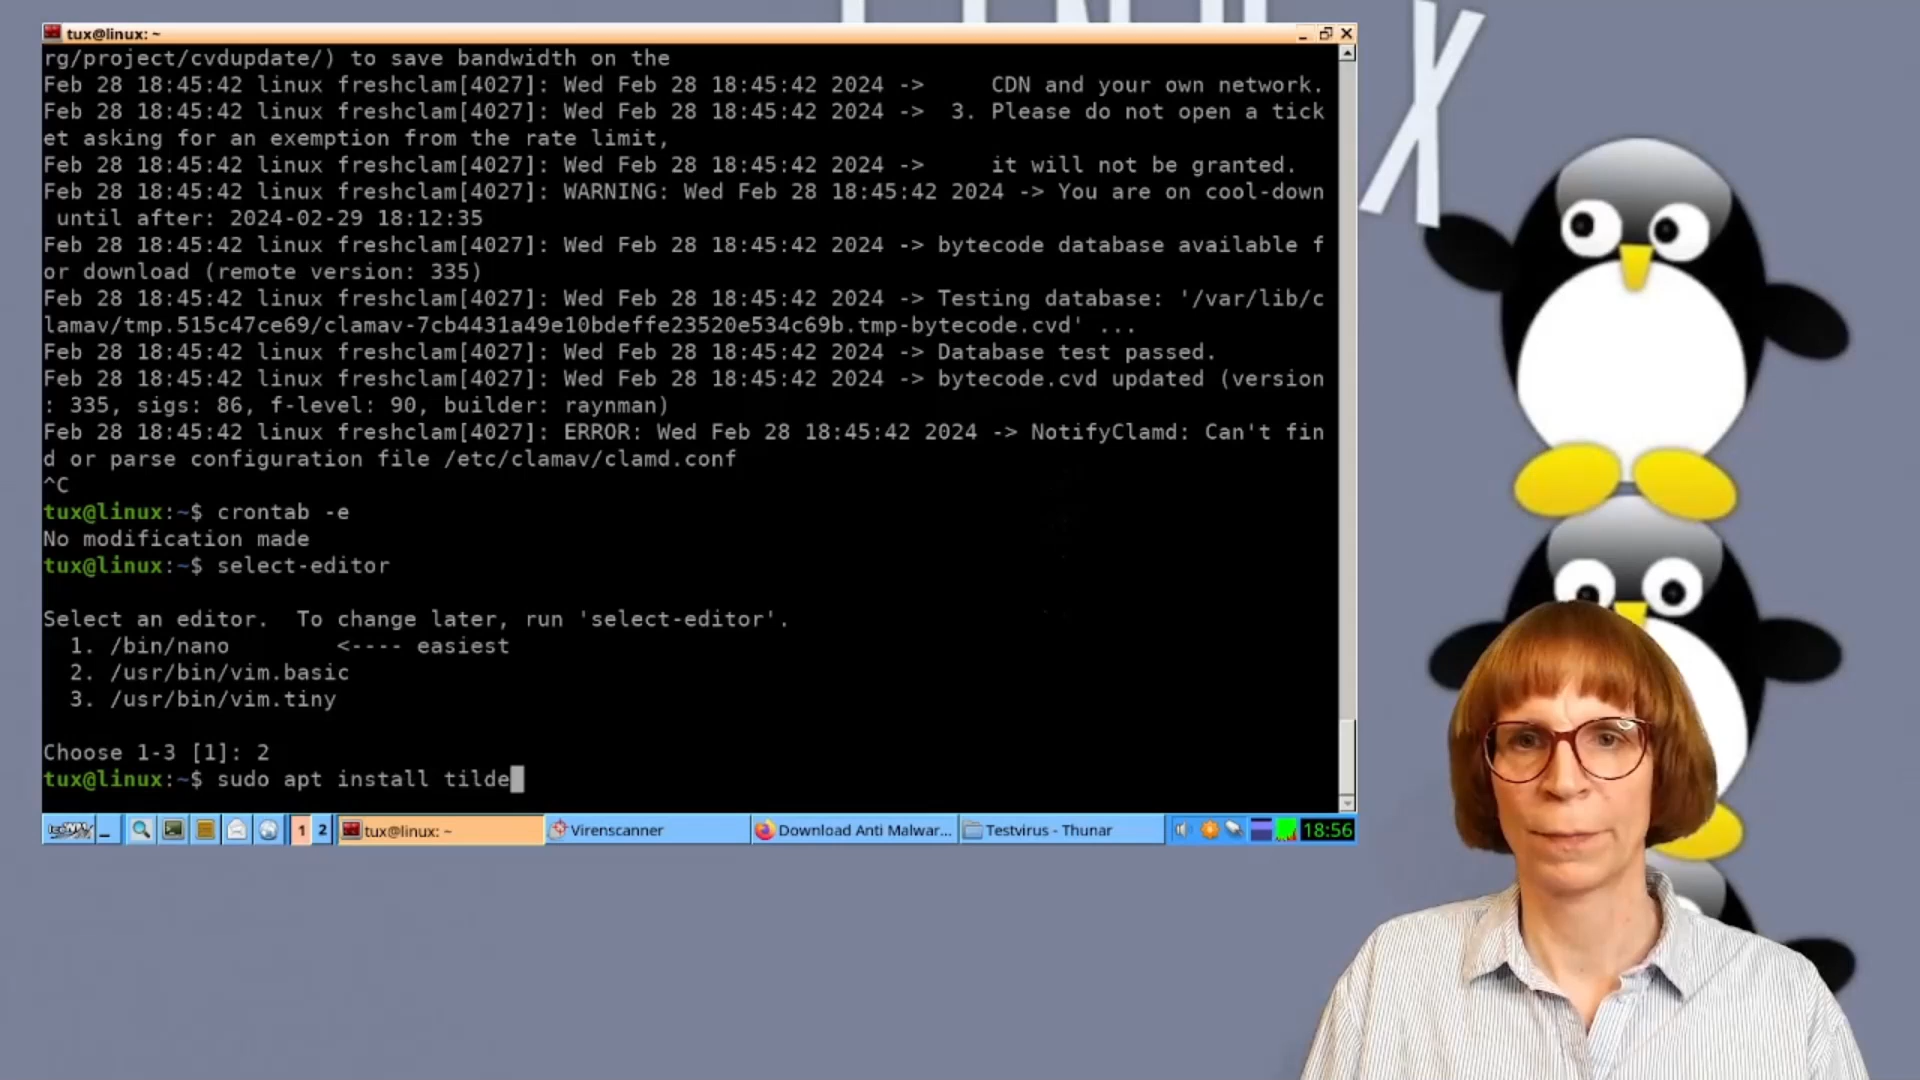 tux@linux: ~
rg/project/cvdupdate/) to save bandwidth on the
Feb 28 18:45:42 linux freshclam[4027]: Wed Feb 28 18:45:42 2024 ->     CDN and your own network.
Feb 28 18:45:42 linux freshclam[4027]: Wed Feb 28 18:45:42 2024 ->  3. Please do not open a tick
et asking for an exemption from the rate limit,
Feb 28 18:45:42 linux freshclam[4027]: Wed Feb 28 18:45:42 2024 ->     it will not be granted.
Feb 28 18:45:42 linux freshclam[4027]: WARNING: Wed Feb 28 18:45:42 2024 -> You are on cool-down
 until after: 2024-02-29 18:12:35
Feb 28 18:45:42 linux freshclam[4027]: Wed Feb 28 18:45:42 2024 -> bytecode database available f
or download (remote version: 335)
Feb 28 18:45:42 linux freshclam[4027]: Wed Feb 28 18:45:42 2024 -> Testing database: '/var/lib/c
lamav/tmp.515c47ce69/clamav-7cb4431a49e10bdeffe23520e534c69b.tmp-bytecode.cvd' ...
Feb 28 18:45:42 linux freshclam[4027]: Wed Feb 28 18:45:42 2024 -> Database test passed.
Feb 28 18:45:42 linux freshclam[4027]: Wed Feb 28 18:45:42 2024 -> bytecode.cvd updated (version
: 335, sigs: 86, f-level: 90, builder: raynman)
Feb 28 18:45:42 linux freshclam[4027]: ERROR: Wed Feb 28 18:45:42 2024 -> NotifyClamd: Can't fin
d or parse configuration file /etc/clamav/clamd.conf
^C
tux@linux:~$ crontab -e
No modification made
tux@linux:~$ select-editor
Select an editor.  To change later, run 'select-editor'.
  1. /bin/nano        <---- easiest
  2. /usr/bin/vim.basic
  3. /usr/bin/vim.tiny
Choose 1-3 [1]: 2
tux@linux:~$ sudo apt install tilde
IceWM 1 2 tux@linux: ~ Virenscanner Download Anti Malwar... Testvirus - Thunar 18:56
X